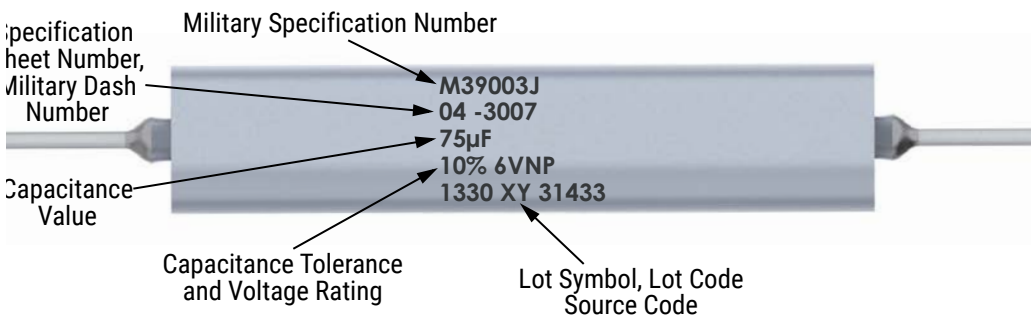 Military Specification Number
pecification
heet Number,
Military Dash
Number
M39003J
04 -3007
75µF
10% 6VNP
1330 XY 31433
Capacitance
Value
Capacitance Tolerance
and Voltage Rating
Lot Symbol, Lot Code
Source Code